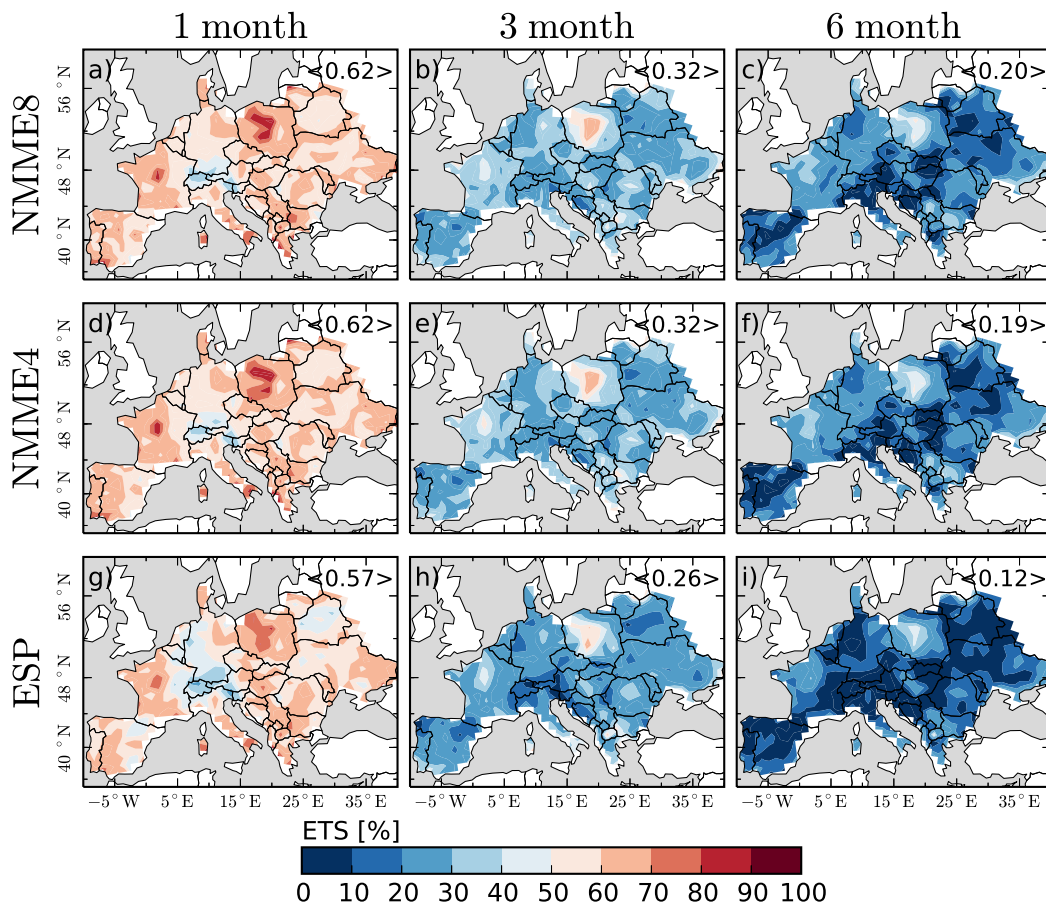 1 month 3 month 6 month
NMME8
a) <0.62> b) <0.32> c) <0.20>
56 ° N
48 ° N
40 ° N
NMME4
d) <0.62> e) <0.32> f) <0.19>
56 ° N
48 ° N
40 ° N
ESP
g) <0.57> h) <0.26> i) <0.12>
56 ° N
48 ° N
40 ° N
−5° W 5° E 15° E 25° E 35° E −5° W 5° E 15° E 25° E 35° E −5° W 5° E 15° E 25° E 35° E
ETS [%]
0 10 20 30 40 50 60 70 80 90 100